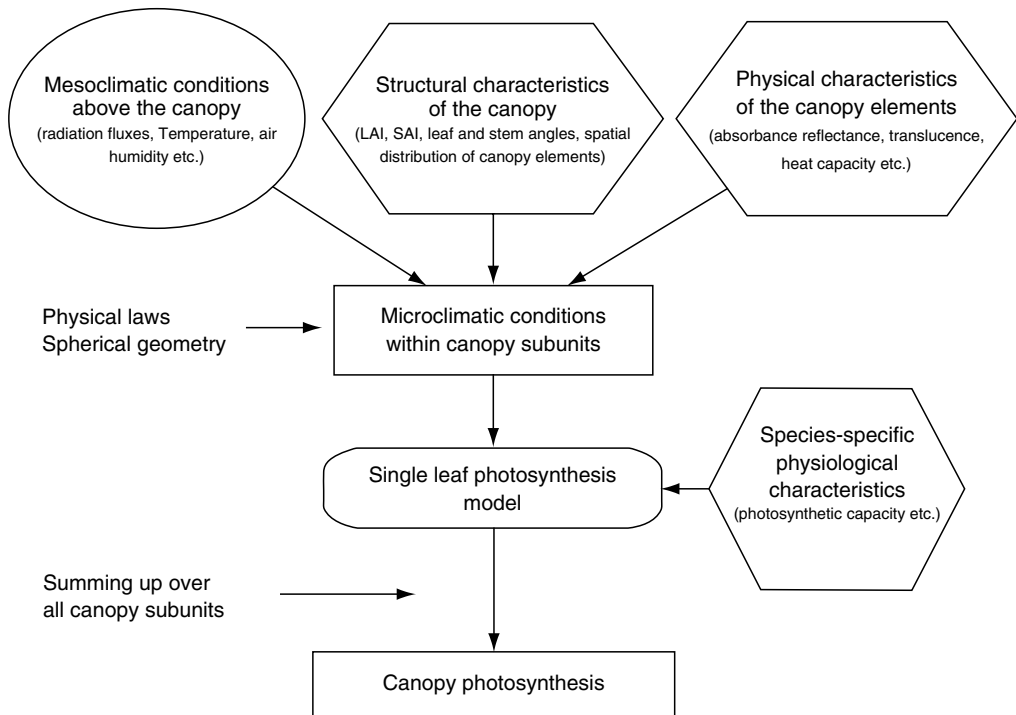 Mesoclimatic conditions
above the canopy
(radiation fluxes, Temperature, air
humidity etc.)
Structural characteristics
of the canopy
(LAI, SAI, leaf and stem angles, spatial
distribution of canopy elements)
Physical characteristics
of the canopy elements
(absorbance reflectance, translucence,
heat capacity etc.)
Physical laws
Spherical geometry
Microclimatic conditions
within canopy subunits
Single leaf photosynthesis
model
Species-specific
physiological
characteristics
(photosynthetic capacity etc.)
Summing up over
all canopy subunits
Canopy photosynthesis